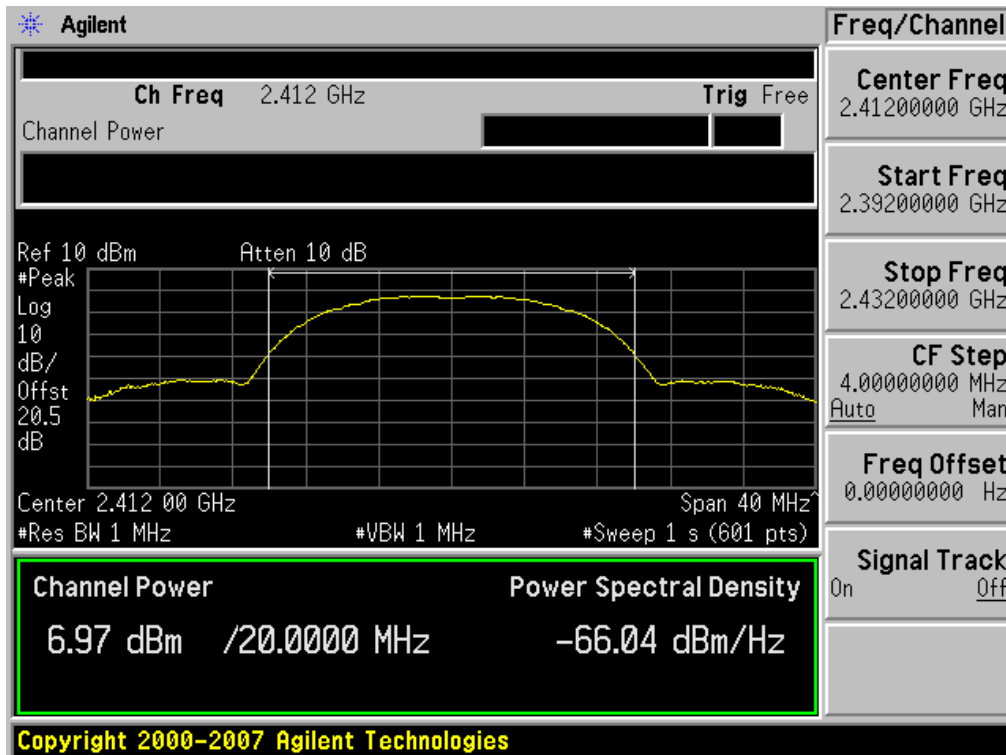 Agilent
Freq/Channel
Ch Freq 2.412 GHz Trig Free
Channel Power
Center Freq
2.41200000 GHz
Start Freq
2.39200000 GHz
Stop Freq
2.43200000 GHz
CF Step
4.00000000 MHz
Auto Man
Freq Offset
0.00000000 Hz
Signal Track
On Off
Ref 10 dBm Atten 10 dB
#Peak
Log
10
dB/
Offst
20.5
dB
Center 2.412 00 GHz Span 40 MHz^
#Res BW 1 MHz #VBW 1 MHz #Sweep 1 s (601 pts)
Channel Power Power Spectral Density
6.97 dBm /20.0000 MHz -66.04 dBm/Hz
Copyright 2000-2007 Agilent Technologies